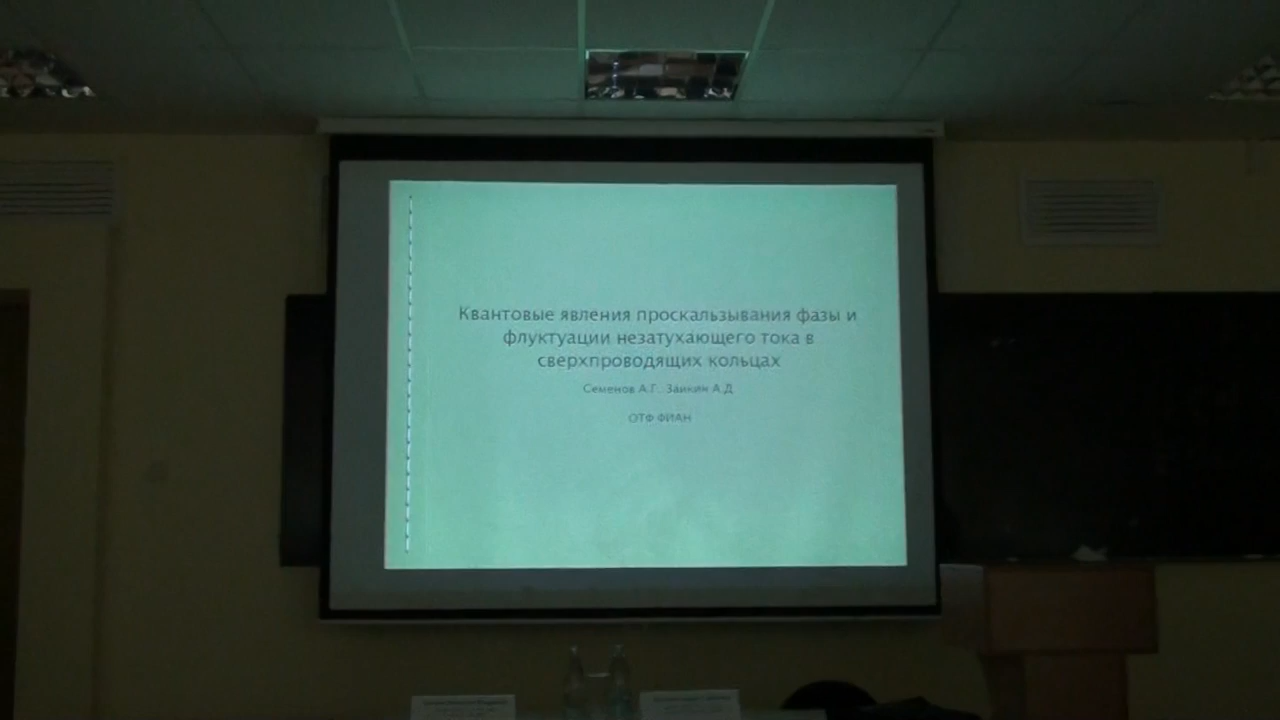 Квантовые явления проскальзывания фазы и
флуктуации незатухающего тока в
сверхпроводящих кольцах
Семенов А.Г., Заикин А.Д.
ОТФ ФИАН